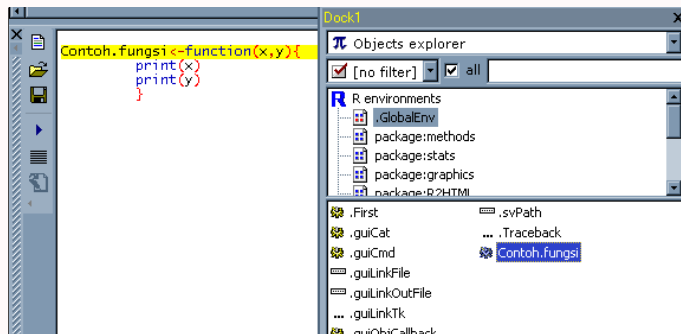 Contoh.fungsi<-function(x,y){
print(x)
print(y)
}
Dock1
π Objects explorer
[no filter] all
R environments
.GlobalEnv
package:methods
package:stats
package:graphics
package:R2HTML
.First
.guiCat
.guiCmd
.guiLinkFile
.guiLinkOutFile
... .guiLinkTk
.guiObjCallback
.svPath
... .Traceback
Contoh.fungsi